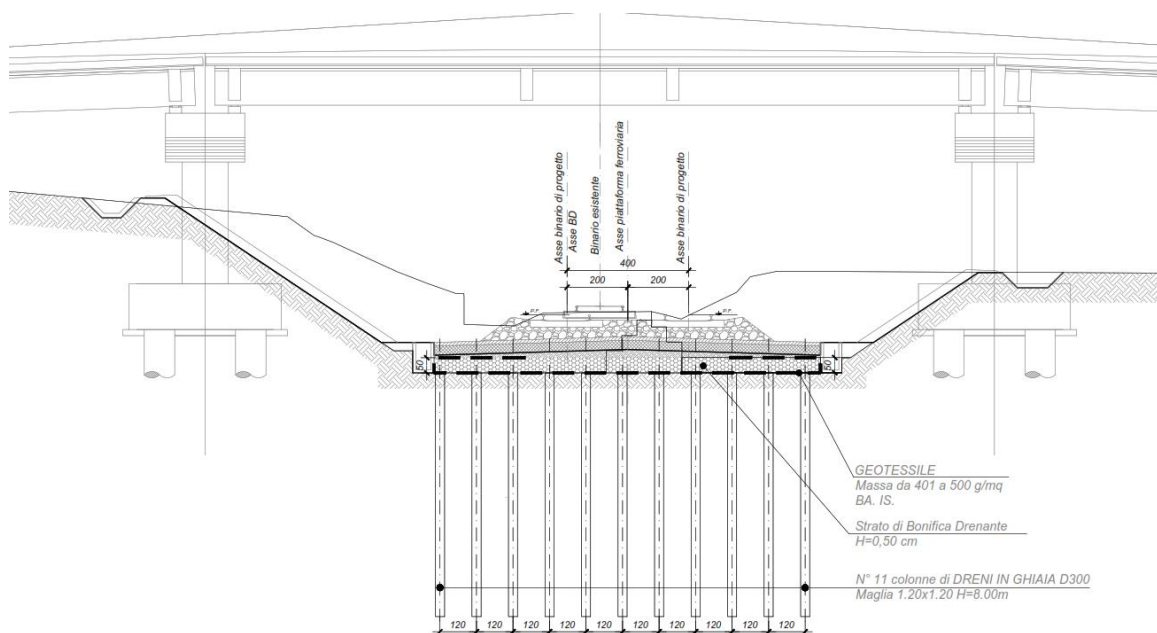 Asse binario di progetto
Asse BD
Binario esistente
Asse piattaforma ferroviaria
Asse binario di progetto
400
200 200
P.F. P.F.
50 50
GEOTESSILE
Massa da 401 a 500 g/mq
BA. IS.
Strato di Bonifica Drenante
H=0,50 cm
N° 11 colonne di DRENI IN GHIAIA D300
Maglia 1.20x1.20 H=8.00m
120 120 120 120 120 120 120 120 120 120